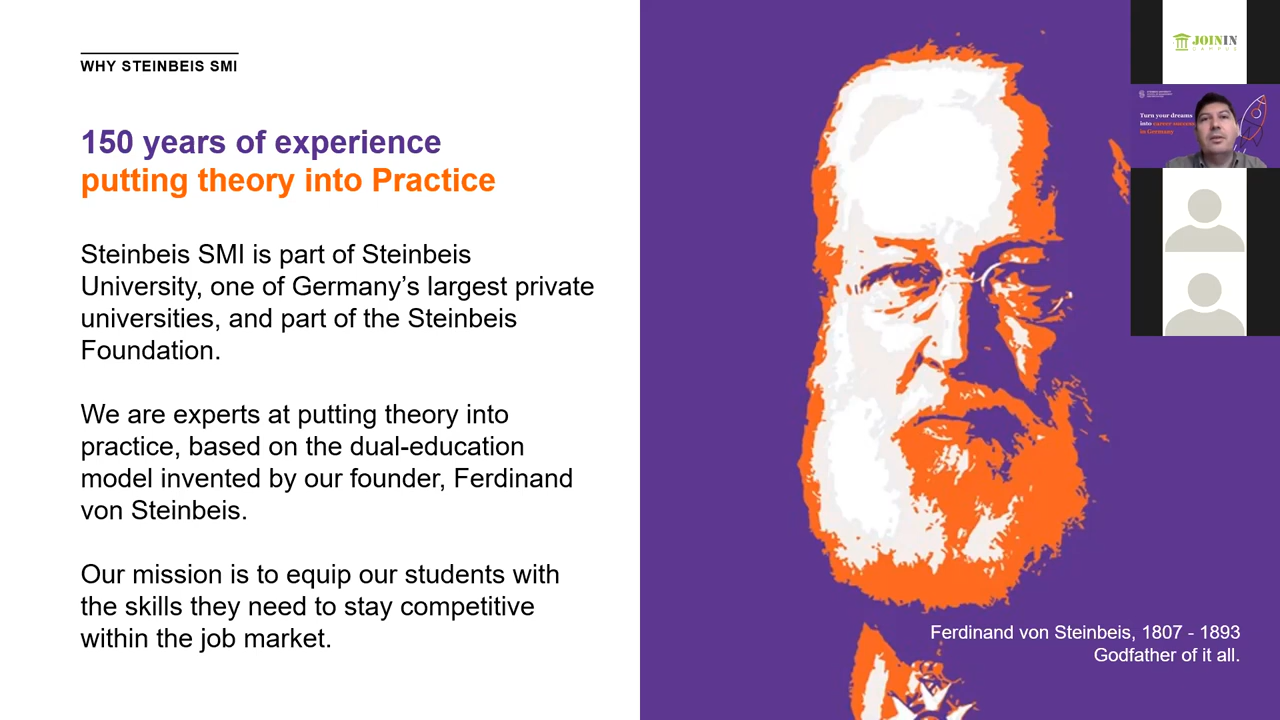 WHY STEINBEIS SMI
150 years of experience
putting theory into Practice
Steinbeis SMI is part of Steinbeis
University, one of Germany’s largest private
universities, and part of the Steinbeis
Foundation.
We are experts at putting theory into
practice, based on the dual-education
model invented by our founder, Ferdinand
von Steinbeis.
Our mission is to equip our students with
the skills they need to stay competitive
within the job market.
Ferdinand von Steinbeis, 1807 - 1893
Godfather of it all.
JOININ
CAMPUS
Turn your dreams
into career success
in Germany